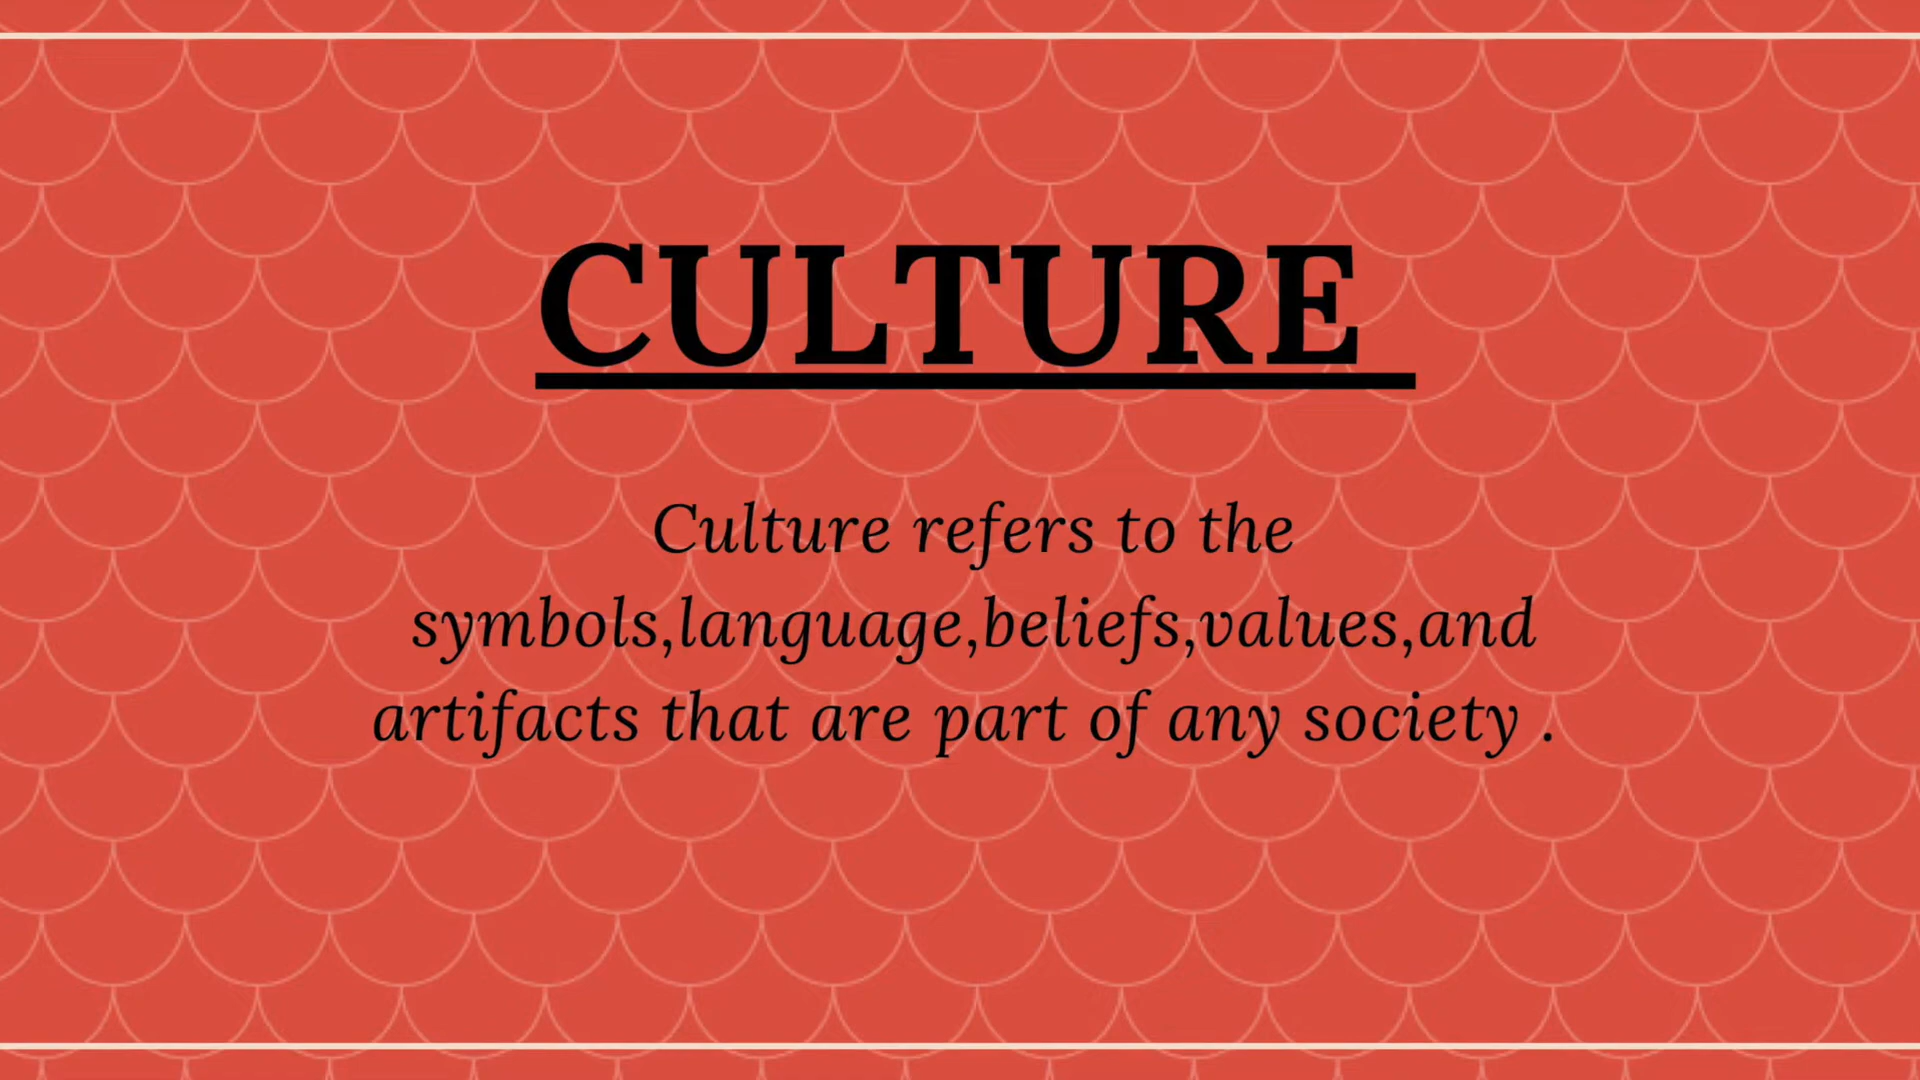 CULTURE
Culture refers to the
symbols,language,beliefs,values,and
artifacts that are part of any society .